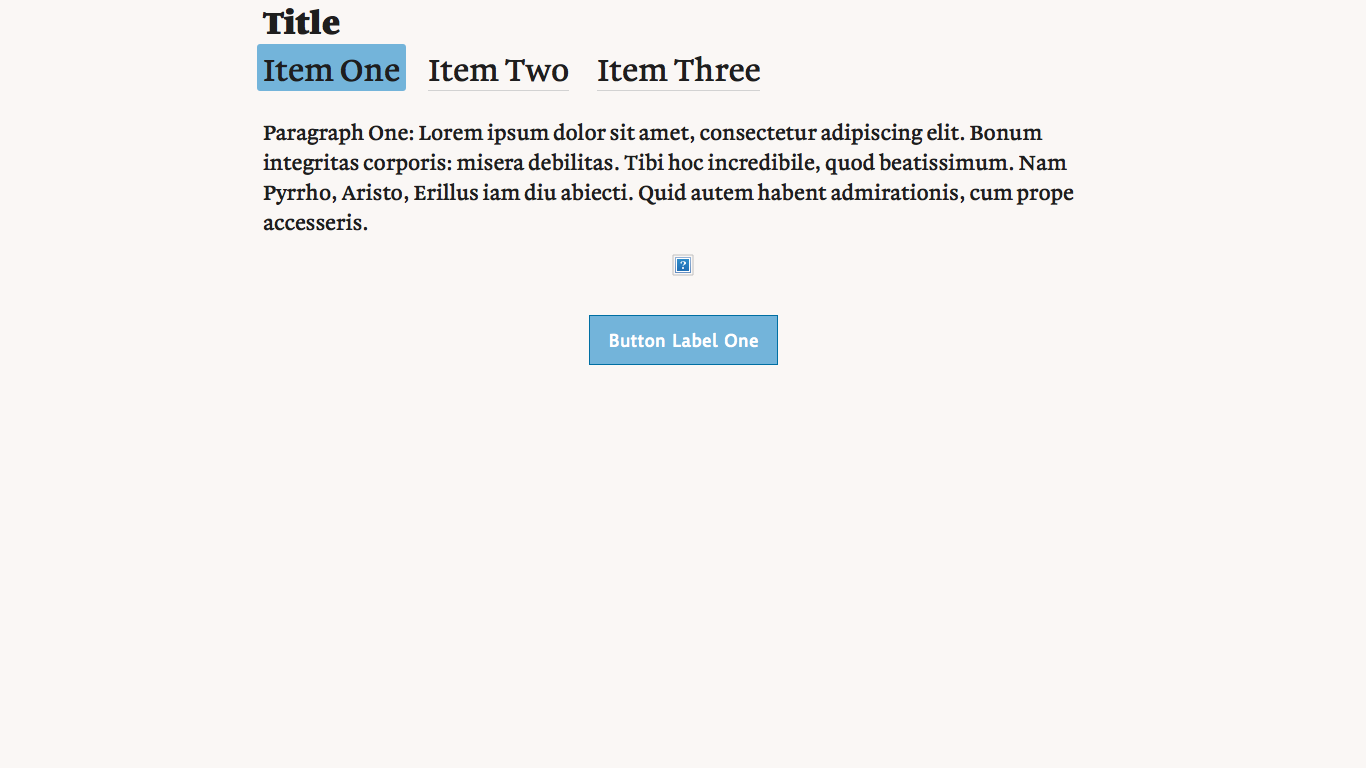 Title
Item One Item Two Item Three
Paragraph One: Lorem ipsum dolor sit amet, consectetur adipiscing elit. Bonum
integritas corporis: misera debilitas. Tibi hoc incredibile, quod beatissimum. Nam
Pyrrho, Aristo, Erillus iam diu abiecti. Quid autem habent admirationis, cum prope
accesseris.
?
Button Label One